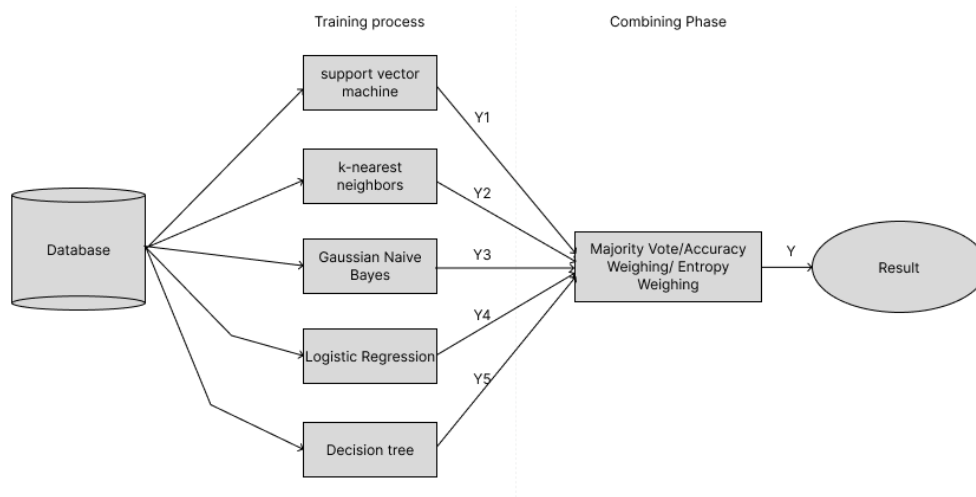 Training process
Combining Phase
support vector
machine
Y1
k-nearest
neighbors
Y2
Database
Gaussian Naive
Bayes
Y3
Majority Vote/Accuracy
Weighing/ Entropy
Weighing
Y
Result
Y4
Logistic Regression
Y5
Decision tree